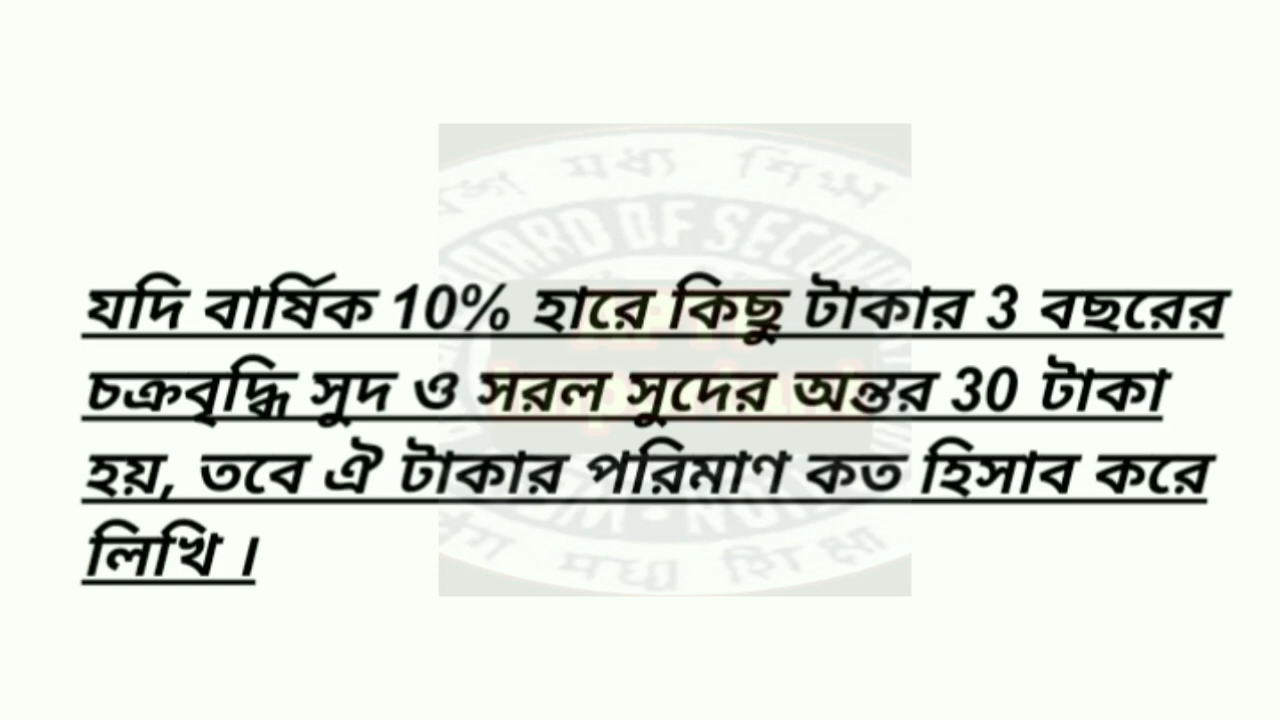 যদি বার্ষিক 10% হারে কিছু টাকার 3 বছরের
চক্রবৃদ্ধি সুদ ও সরল সুদের অন্তর 30 টাকা
হয়, তবে ঐ টাকার পরিমাণ কত হিসাব করে
লিখি ।